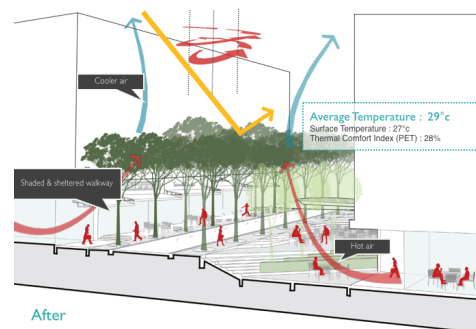 Cooler air
Average Temperature : 29°c
Surface Temperature : 27°c
Thermal Comfort Index (PET) : 28%
Shaded & sheltered walkway
Hot air
After